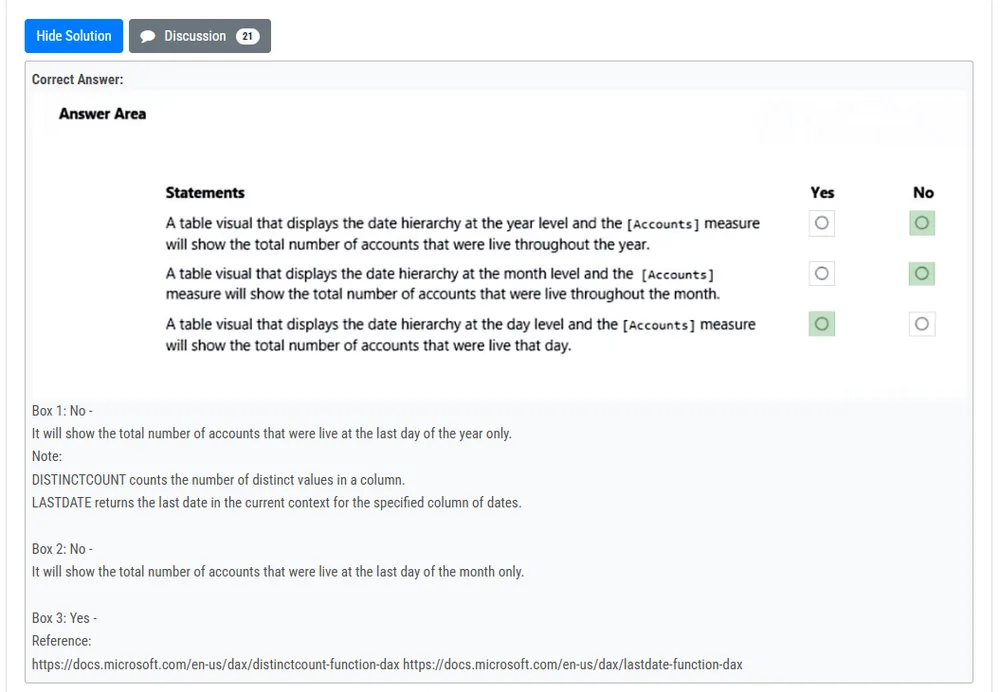 Hide Solution
Discussion 21
Correct Answer:
Answer Area
Statements Yes No
A table visual that displays the date hierarchy at the year level and the [Accounts] measure
will show the total number of accounts that were live throughout the year.
A table visual that displays the date hierarchy at the month level and the [Accounts]
measure will show the total number of accounts that were live throughout the month.
A table visual that displays the date hierarchy at the day level and the [Accounts] measure
will show the total number of accounts that were live that day.
Box 1: No -
It will show the total number of accounts that were live at the last day of the year only.
Note:
DISTINCTCOUNT counts the number of distinct values in a column.
LASTDATE returns the last date in the current context for the specified column of dates.
Box 2: No -
It will show the total number of accounts that were live at the last day of the month only.
Box 3: Yes -
Reference:
https://docs.microsoft.com/en-us/dax/distinctcount-function-dax https://docs.microsoft.com/en-us/dax/lastdate-function-dax